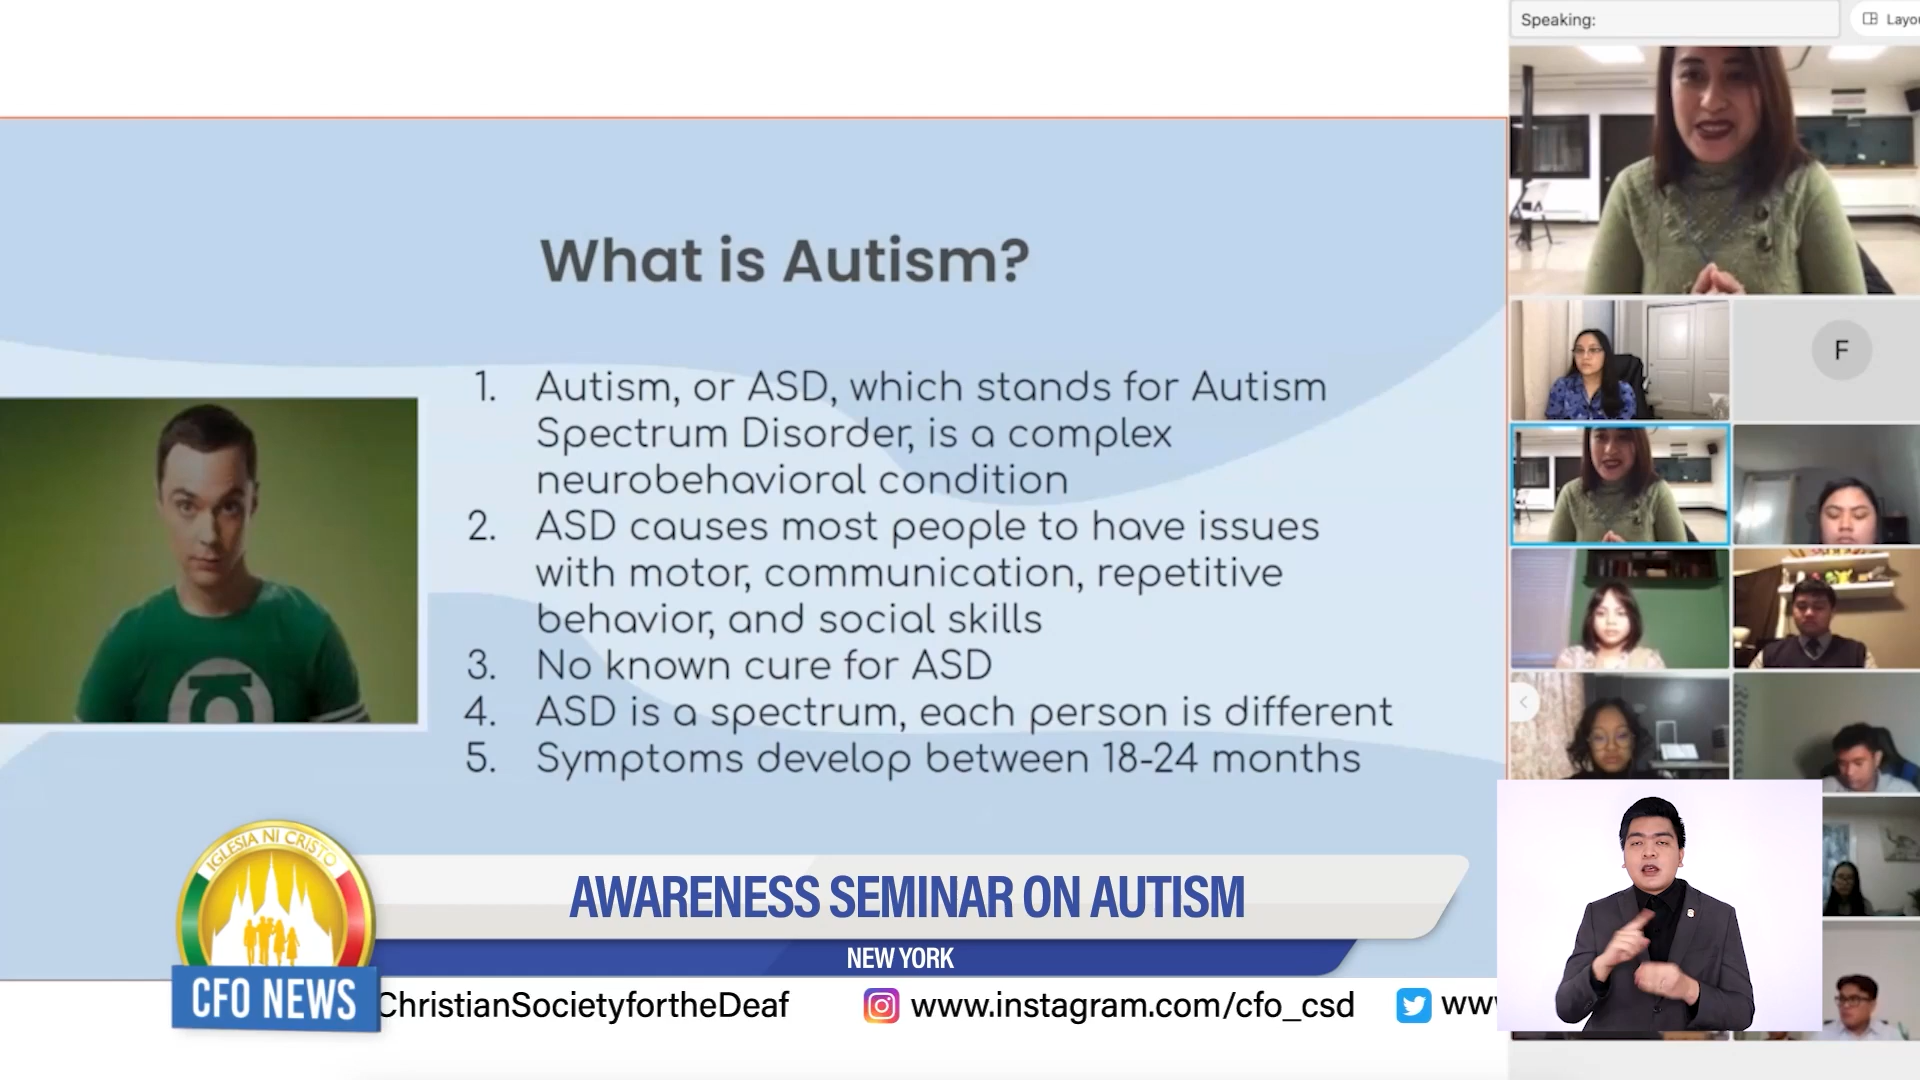 Speaking:
What is Autism?
1. Autism, or ASD, which stands for Autism
Spectrum Disorder, is a complex
neurobehavioral condition
2. ASD causes most people to have issues
with motor, communication, repetitive
behavior, and social skills
3. No known cure for ASD
4. ASD is a spectrum, each person is different
5. Symptoms develop between 18-24 months
F
IGLESIA NI CRISTO
CFO NEWS
AWARENESS SEMINAR ON AUTISM
NEW YORK
ChristianSocietyfortheDeaf www.instagram.com/cfo_csd